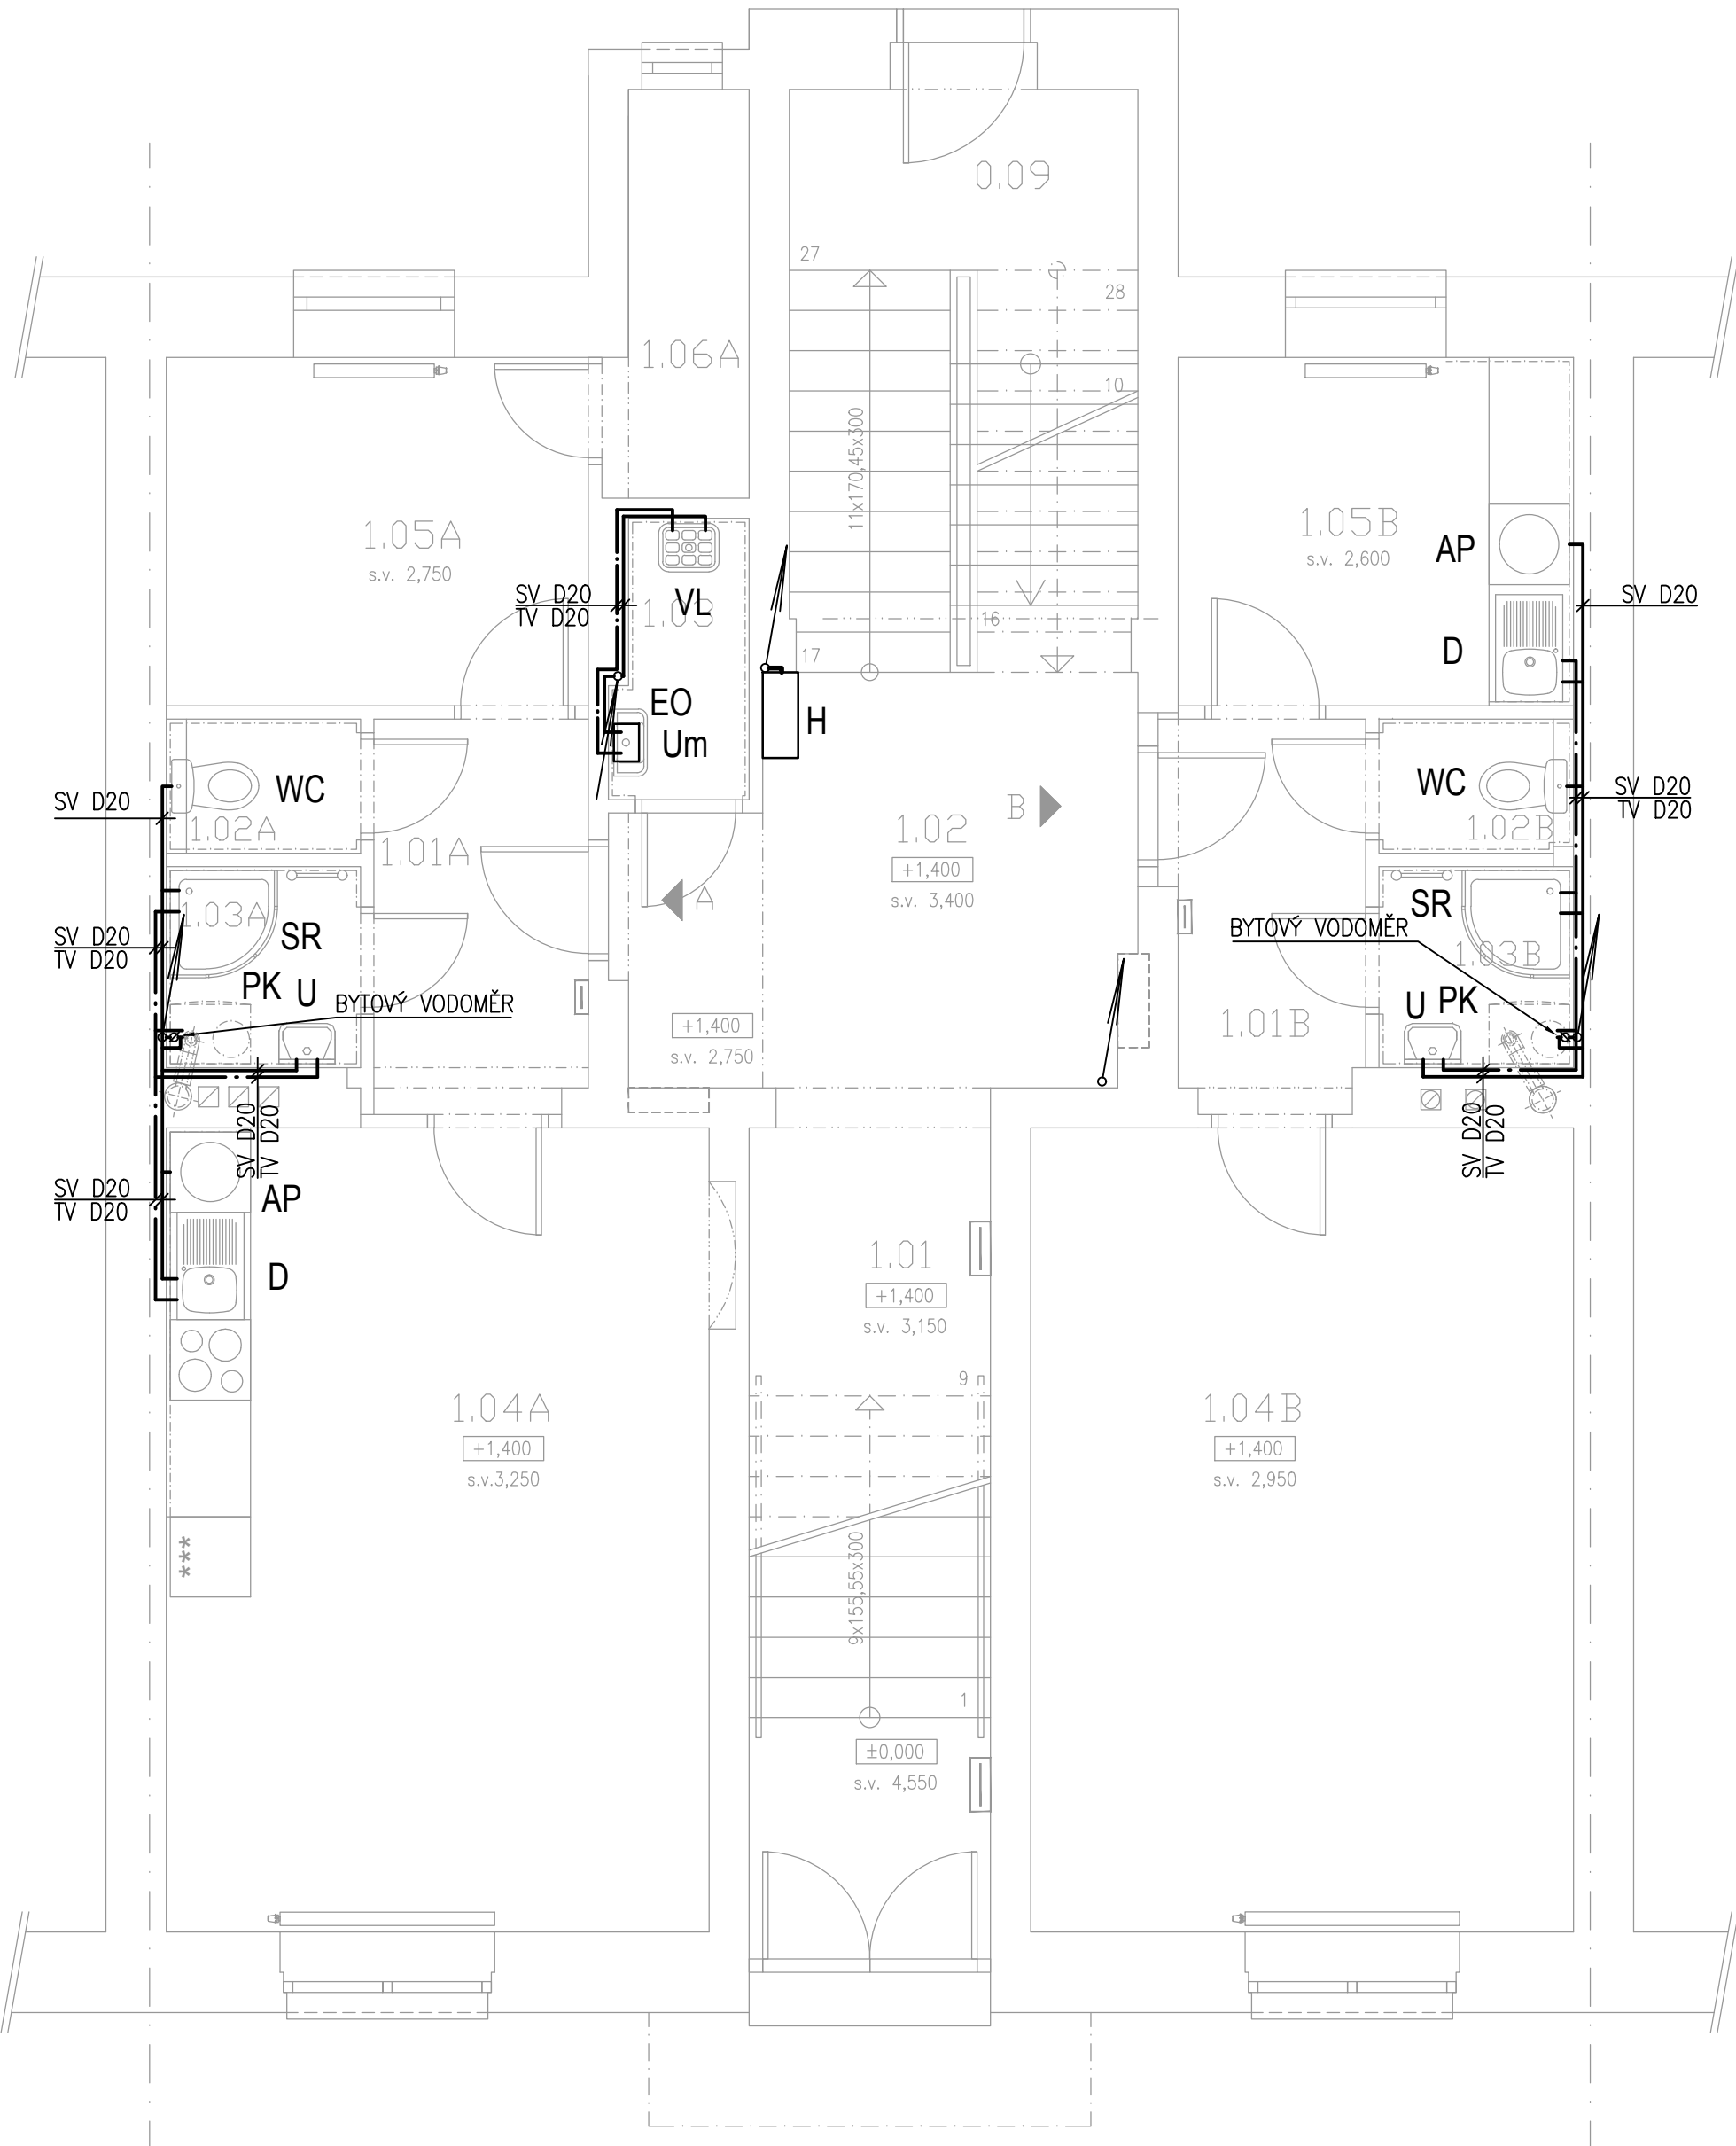 0.09
27
28
1.06A
10
11x170,45x300
1.05A
s.v. 2,750
1.05B
s.v. 2,600
AP
SV D20
TV D20
VL
1.03
16
17
SV D20
D
EO
Um
H
SV D20
WC
1.02A
1.01A
1.02
+1,400
s.v. 3,400
B
A
WC
1.02B
SV D20
TV D20
1.03A
SR
SV D20
TV D20
PK
U
BYTOVÝ VODOMĚR
+1,400
s.v. 2,750
BYTOVÝ VODOMĚR
SR
1.03B
U
PK
1.01B
SV D20
TV D20
SV D20
TV D20
SV D20
TV D20
AP
D
1.01
+1,400
s.v. 3,150
9
1.04A
+1,400
s.v.3,250
1.04B
+1,400
s.v. 2,950
***
9x155,55x300
1
±0,000
s.v. 4,550